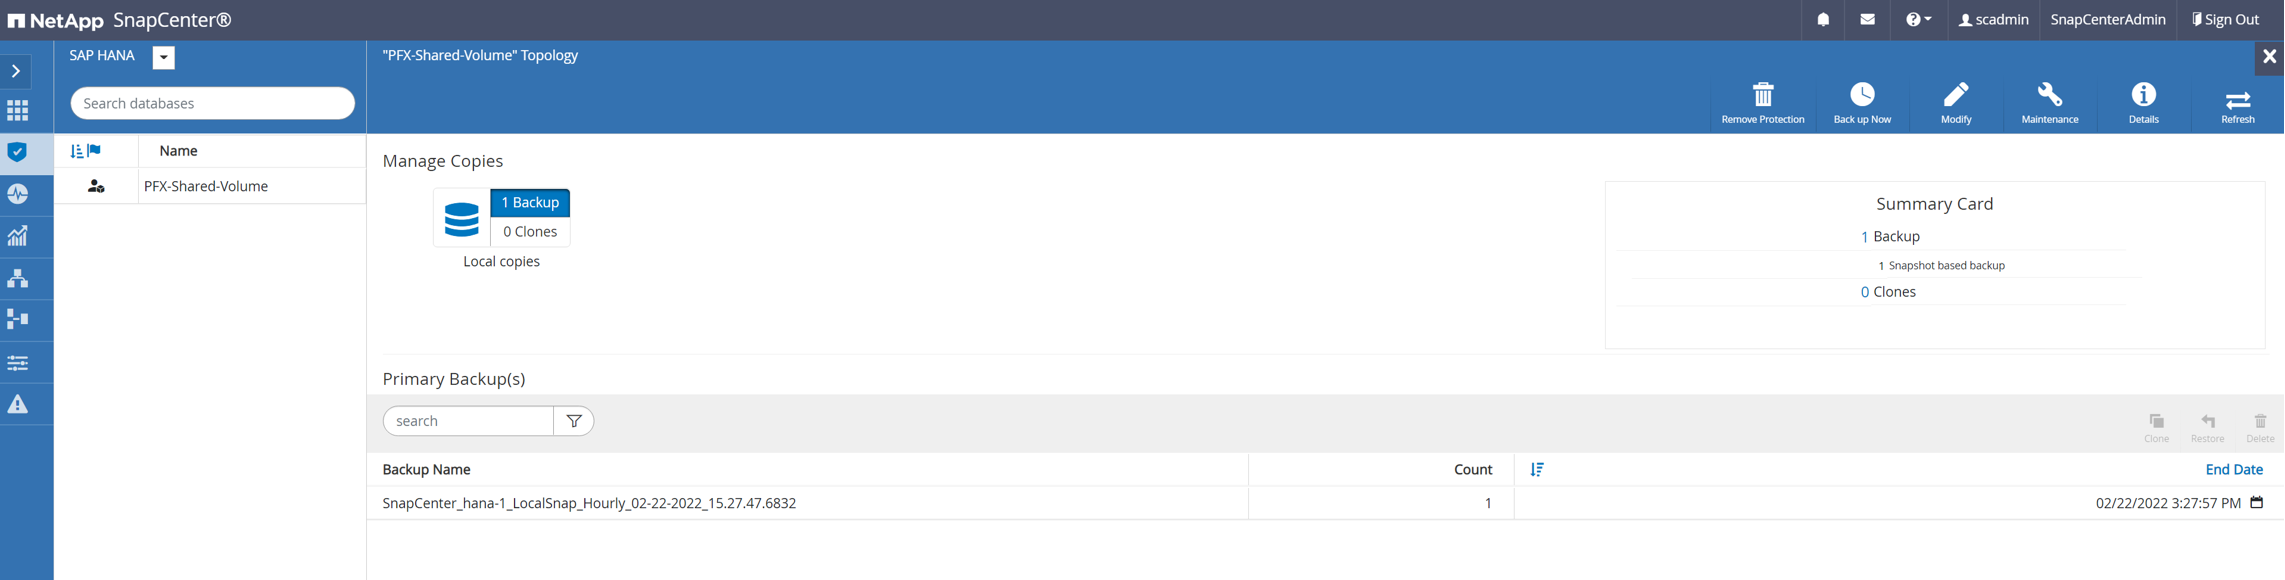 NetApp SnapCenter®
scadmin
SnapCenterAdmin
Sign Out
SAP HANA
"PFX-Shared-Volume" Topology
Search databases
Remove Protection
Back up Now
Modify
Maintenance
Details
Refresh
Name
PFX-Shared-Volume
Manage Copies
1 Backup
0 Clones
Local copies
Summary Card
1 Backup
1 Snapshot based backup
0 Clones
Primary Backup(s)
search
Clone
Restore
Delete
Backup Name
Count
End Date
SnapCenter_hana-1_LocalSnap_Hourly_02-22-2022_15.27.47.6832
1
02/22/2022 3:27:57 PM